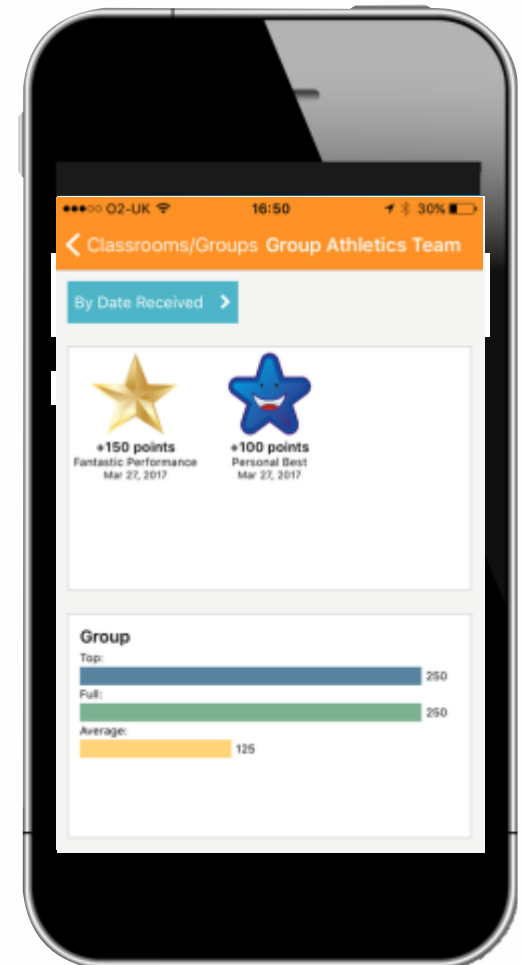 O2-UK 16:50 30%
Classrooms/Groups Group Athletics Team
By Date Received
+150 points +100 points
Fantastic Performance Personal Best
Mar 27, 2017 Mar 27, 2017
Group
Top:
250
Full:
250
Average:
125